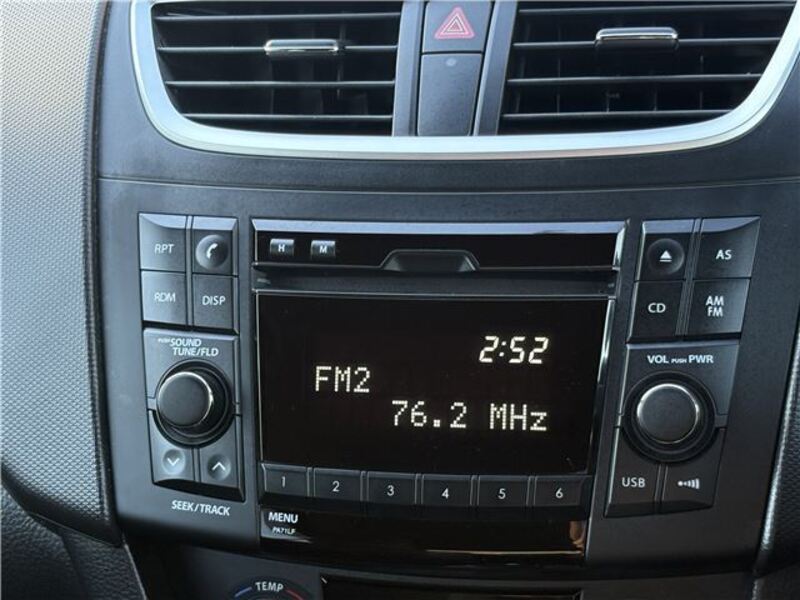 RPT
RDM
DISP
H
M
AS
CD
AM
FM
PUSH SOUND
TUNE/FLD
2:52
FM2
76.2 MHz
VOL PUSH PWR
1 2 3 4 5 6
USB
SEEK/TRACK
MENU
PA71LF
TEMP